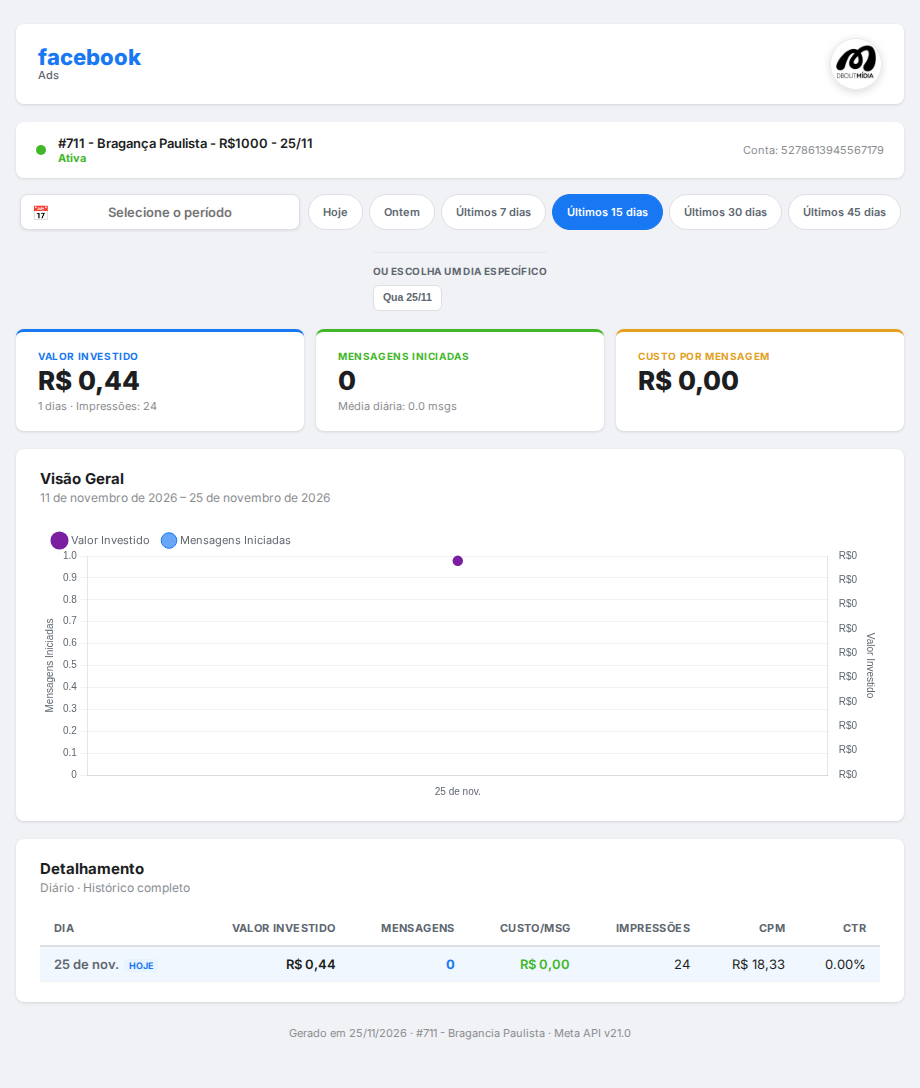 facebook
Ads
DBOUTMÍDIA
#711 - Bragança Paulista - R$1000 - 25/11
Ativa
Conta: 5278613945567179
Selecione o período
Hoje
Ontem
Últimos 7 dias
Últimos 15 dias
Últimos 30 dias
Últimos 45 dias
OU ESCOLHA UM DIA ESPECÍFICO
Qua 25/11
VALOR INVESTIDO
R$ 0,44
1 dias · Impressões: 24
MENSAGENS INICIADAS
0
Média diária: 0.0 msgs
CUSTO POR MENSAGEM
R$ 0,00
Visão Geral
11 de novembro de 2026 – 25 de novembro de 2026
Valor Investido
Mensagens Iniciadas
1.0
0.9
0.8
0.7
0.6
0.5
0.4
0.3
0.2
0.1
0
Mensagens Iniciadas
R$0
R$0
R$0
R$0
R$0
R$0
R$0
R$0
R$0
R$0
Valor Investido
25 de nov.
Detalhamento
Diário · Histórico completo
DIA VALOR INVESTIDO MENSAGENS CUSTO/MSG IMPRESSÕES CPM CTR
25 de nov. HOJE R$ 0,44 0 R$ 0,00 24 R$ 18,33 0.00%
Gerado em 25/11/2026 · #711 - Bragancia Paulista · Meta API v21.0